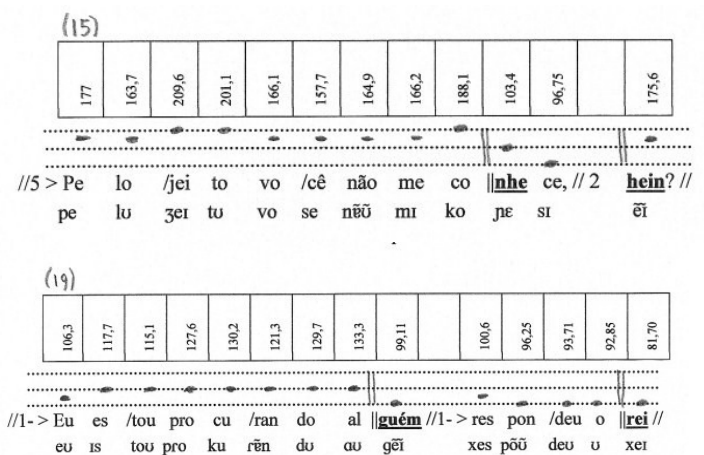 (15)
177 163,7 209,6 201,1 166,1 157,7 164,9 166,2 188,1 103,4 96,75 175,6
//5 > Pe lo /jei to vo /cê não me co ||nhe ce, // 2 hein? //
pe lʊ ʒeɪ tʊ vo se nɐ̃ʊ̃ mɪ ko ɲɛ sɪ ẽɪ̃
(19)
106,3 117,7 115,1 127,6 130,2 121,3 129,7 133,3 99,11 100,6 96,25 93,71 92,85 81,70
//1- > Eu es /tou pro cu /ran do al ||guém //1- > res pon /deu o ||rei //
eʊ ɪs toʊ pro ku rɐ̃n dʊ aʊ gẽɪ̃ xes põʊ̃ deʊ ʊ xeɪ